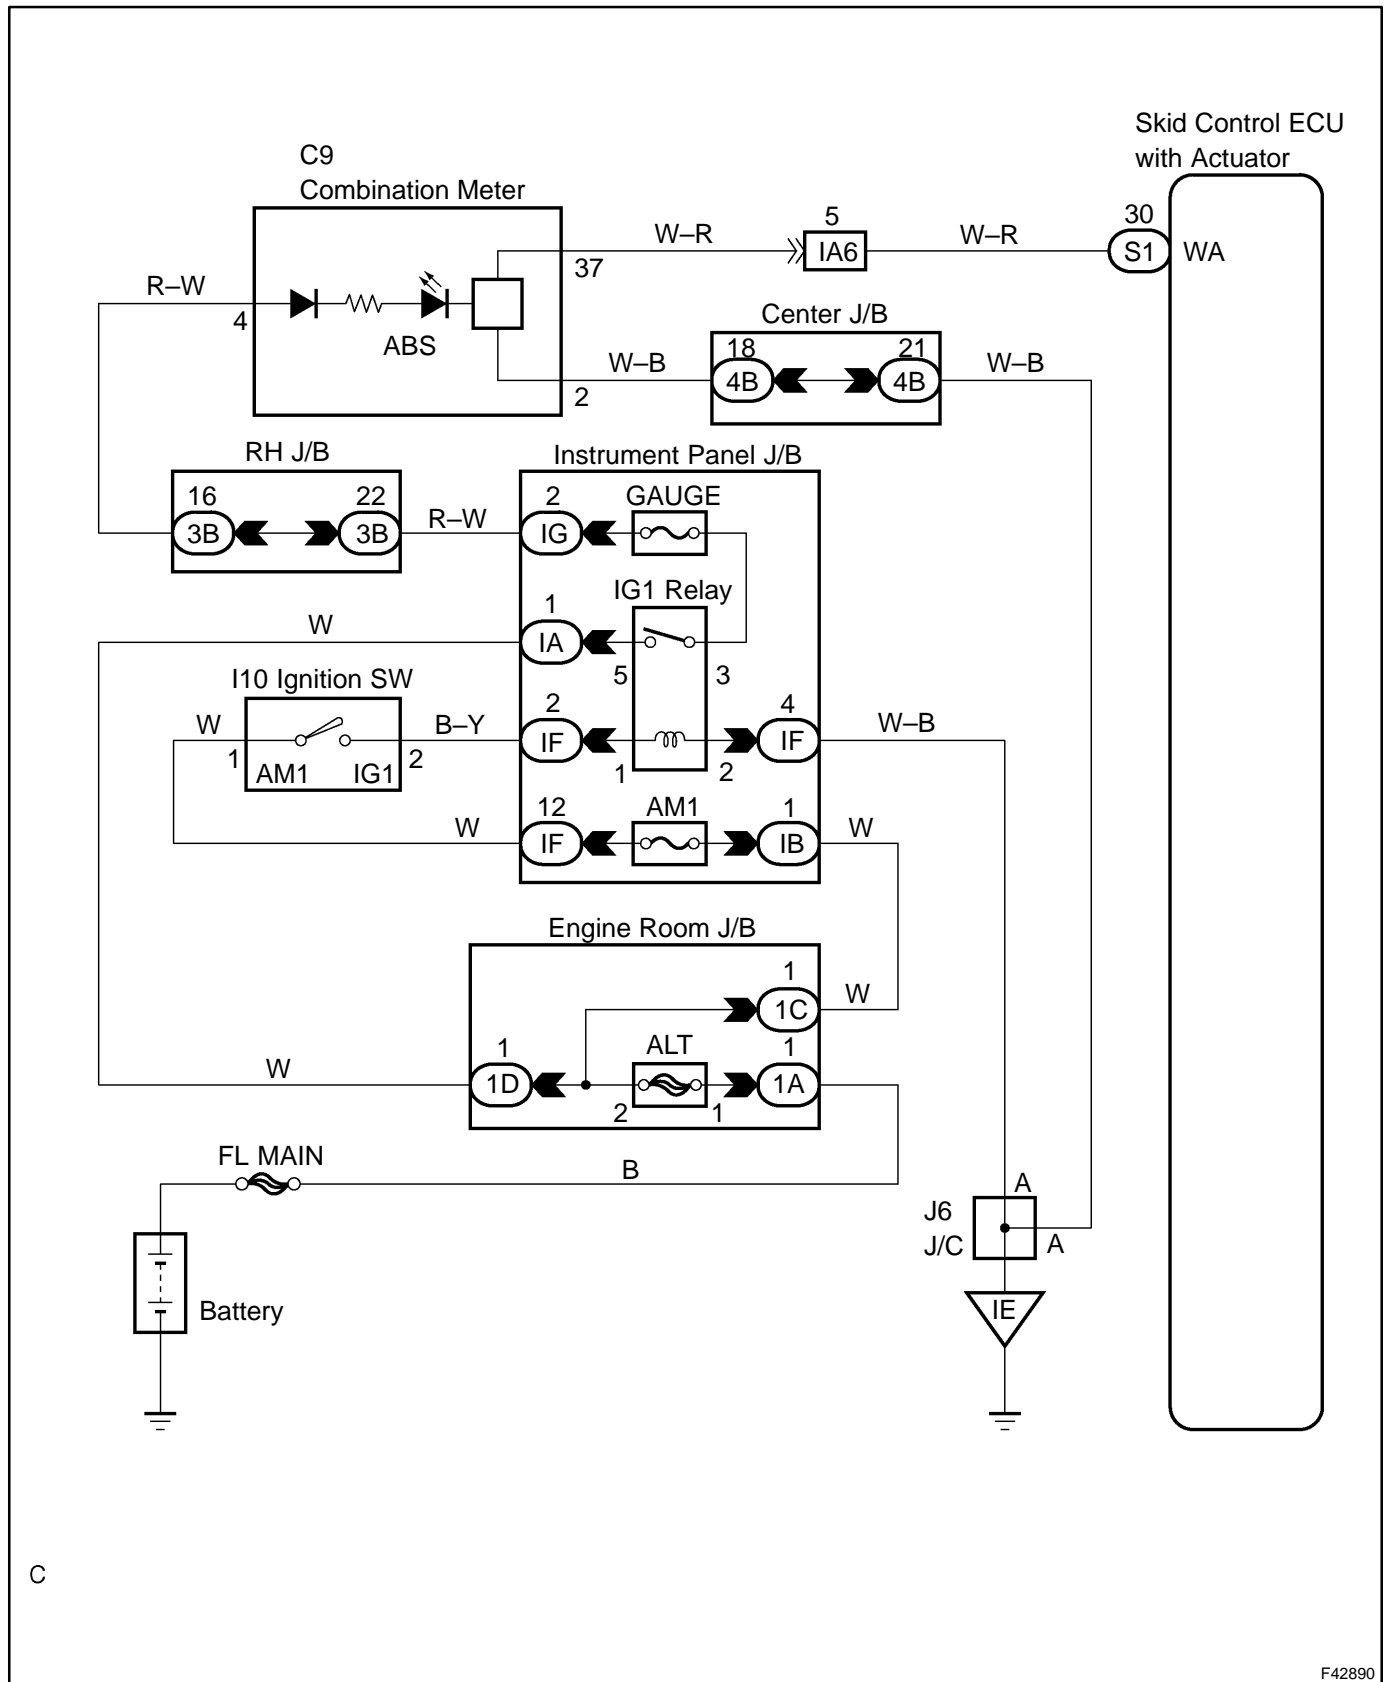 Skid Control ECU
with Actuator
C9
Combination Meter
W–R
5
IA6
W–R
30
S1
WA
37
R–W
4
ABS
Center J/B
W–B
18
4B
21
4B
W–B
2
RH J/B
16
3B
22
3B
R–W
Instrument Panel J/B
2
IG
GAUGE
IG1 Relay
W
1
IA
5
3
I10 Ignition SW
W
1
AM1
IG1
2
B–Y
2
IF
1
2
4
IF
W–B
W
12
IF
AM1
1
IB
W
Engine Room J/B
1
1C
W
W
1
1D
ALT
2
1
1
1A
FL MAIN
B
J6
J/C
A
A
Battery
IE
C
F42890